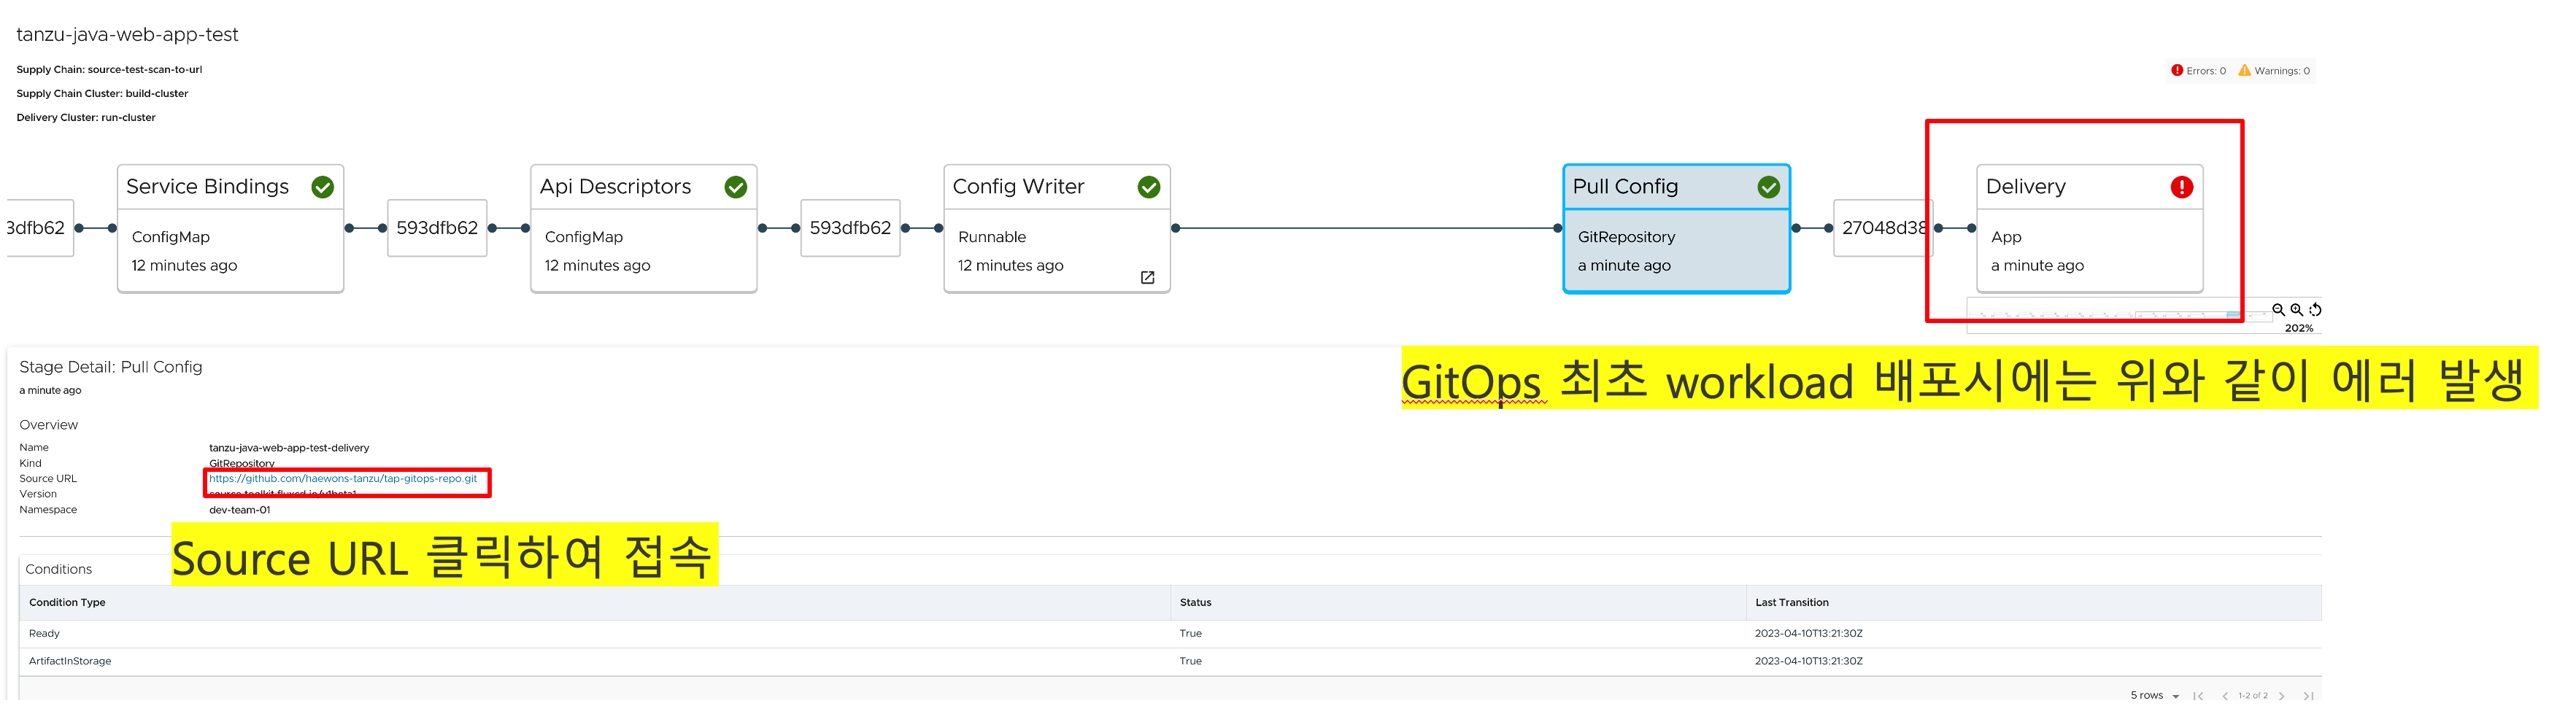 tanzu-java-web-app-test
Supply Chain: source-test-scan-to-url
Errors: 0 Warnings: 0
Supply Chain Cluster: build-cluster
Delivery Cluster: run-cluster
Service Bindings
Api Descriptors
Config Writer
Pull Config
Delivery
3dfb62
593dfb62
593dfb62
27048d38
ConfigMap
ConfigMap
Runnable
GitRepository
App
12 minutes ago
12 minutes ago
12 minutes ago
a minute ago
a minute ago
202%
Stage Detail: Pull Config
a minute ago
GitOps 최초 workload 배포시에는 위와 같이 에러 발생
Overview
Name tanzu-java-web-app-test-delivery
Kind GitRepository
Source URL https://github.com/haewons-tanzu/tap-gitops-repo.git
Version source.toolkit.fluxcd.io/v1beta1
Namespace dev-team-01
Source URL 클릭하여 접속
Conditions
Condition Type Status Last Transition
Ready True 2023-04-10T13:21:30Z
ArtifactInStorage True 2023-04-10T13:21:30Z
5 rows 1-2 of 2